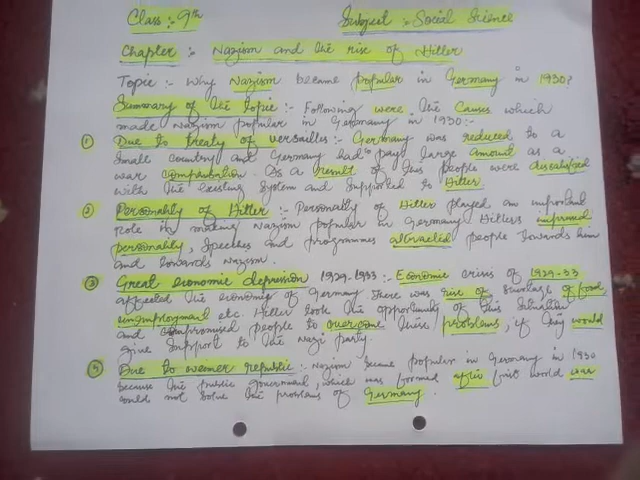 Class :- 9th Subject :- Social Science
Chapter :- Nazism and the rise of Hitler
Topic :- Why Nazism became popular in Germany in 1930?
Summary of the topic :- Following were the causes which
made nazism popular in Germany in 1930:-
① Due to treaty of versailles :- Germany was reduced to a
small country and Germany had to pay large amount as a
war As a result of this people were
with the existing System and Supported to Hitler.
② Personality of Hitler :- Personality of Hitler played an important
role in making Nazism popular in Germany. Hitler's
personality, Speeches and programmes attracted people towards him
and towards nazism.
③ Great economic depression 1929-1933 :- Economic crises of 1929-33
affected the economy of Germany. There was rise of shortage of food,
unemployment etc. Hitler took the opportunity of this Situation
and people to overcome these problems, if they would
give Support to the nazi party.
Due to weimer republic :- nazism became popular in Germany in 1930
because the government, which was formed after first world war
could not solve the problems of Germany.